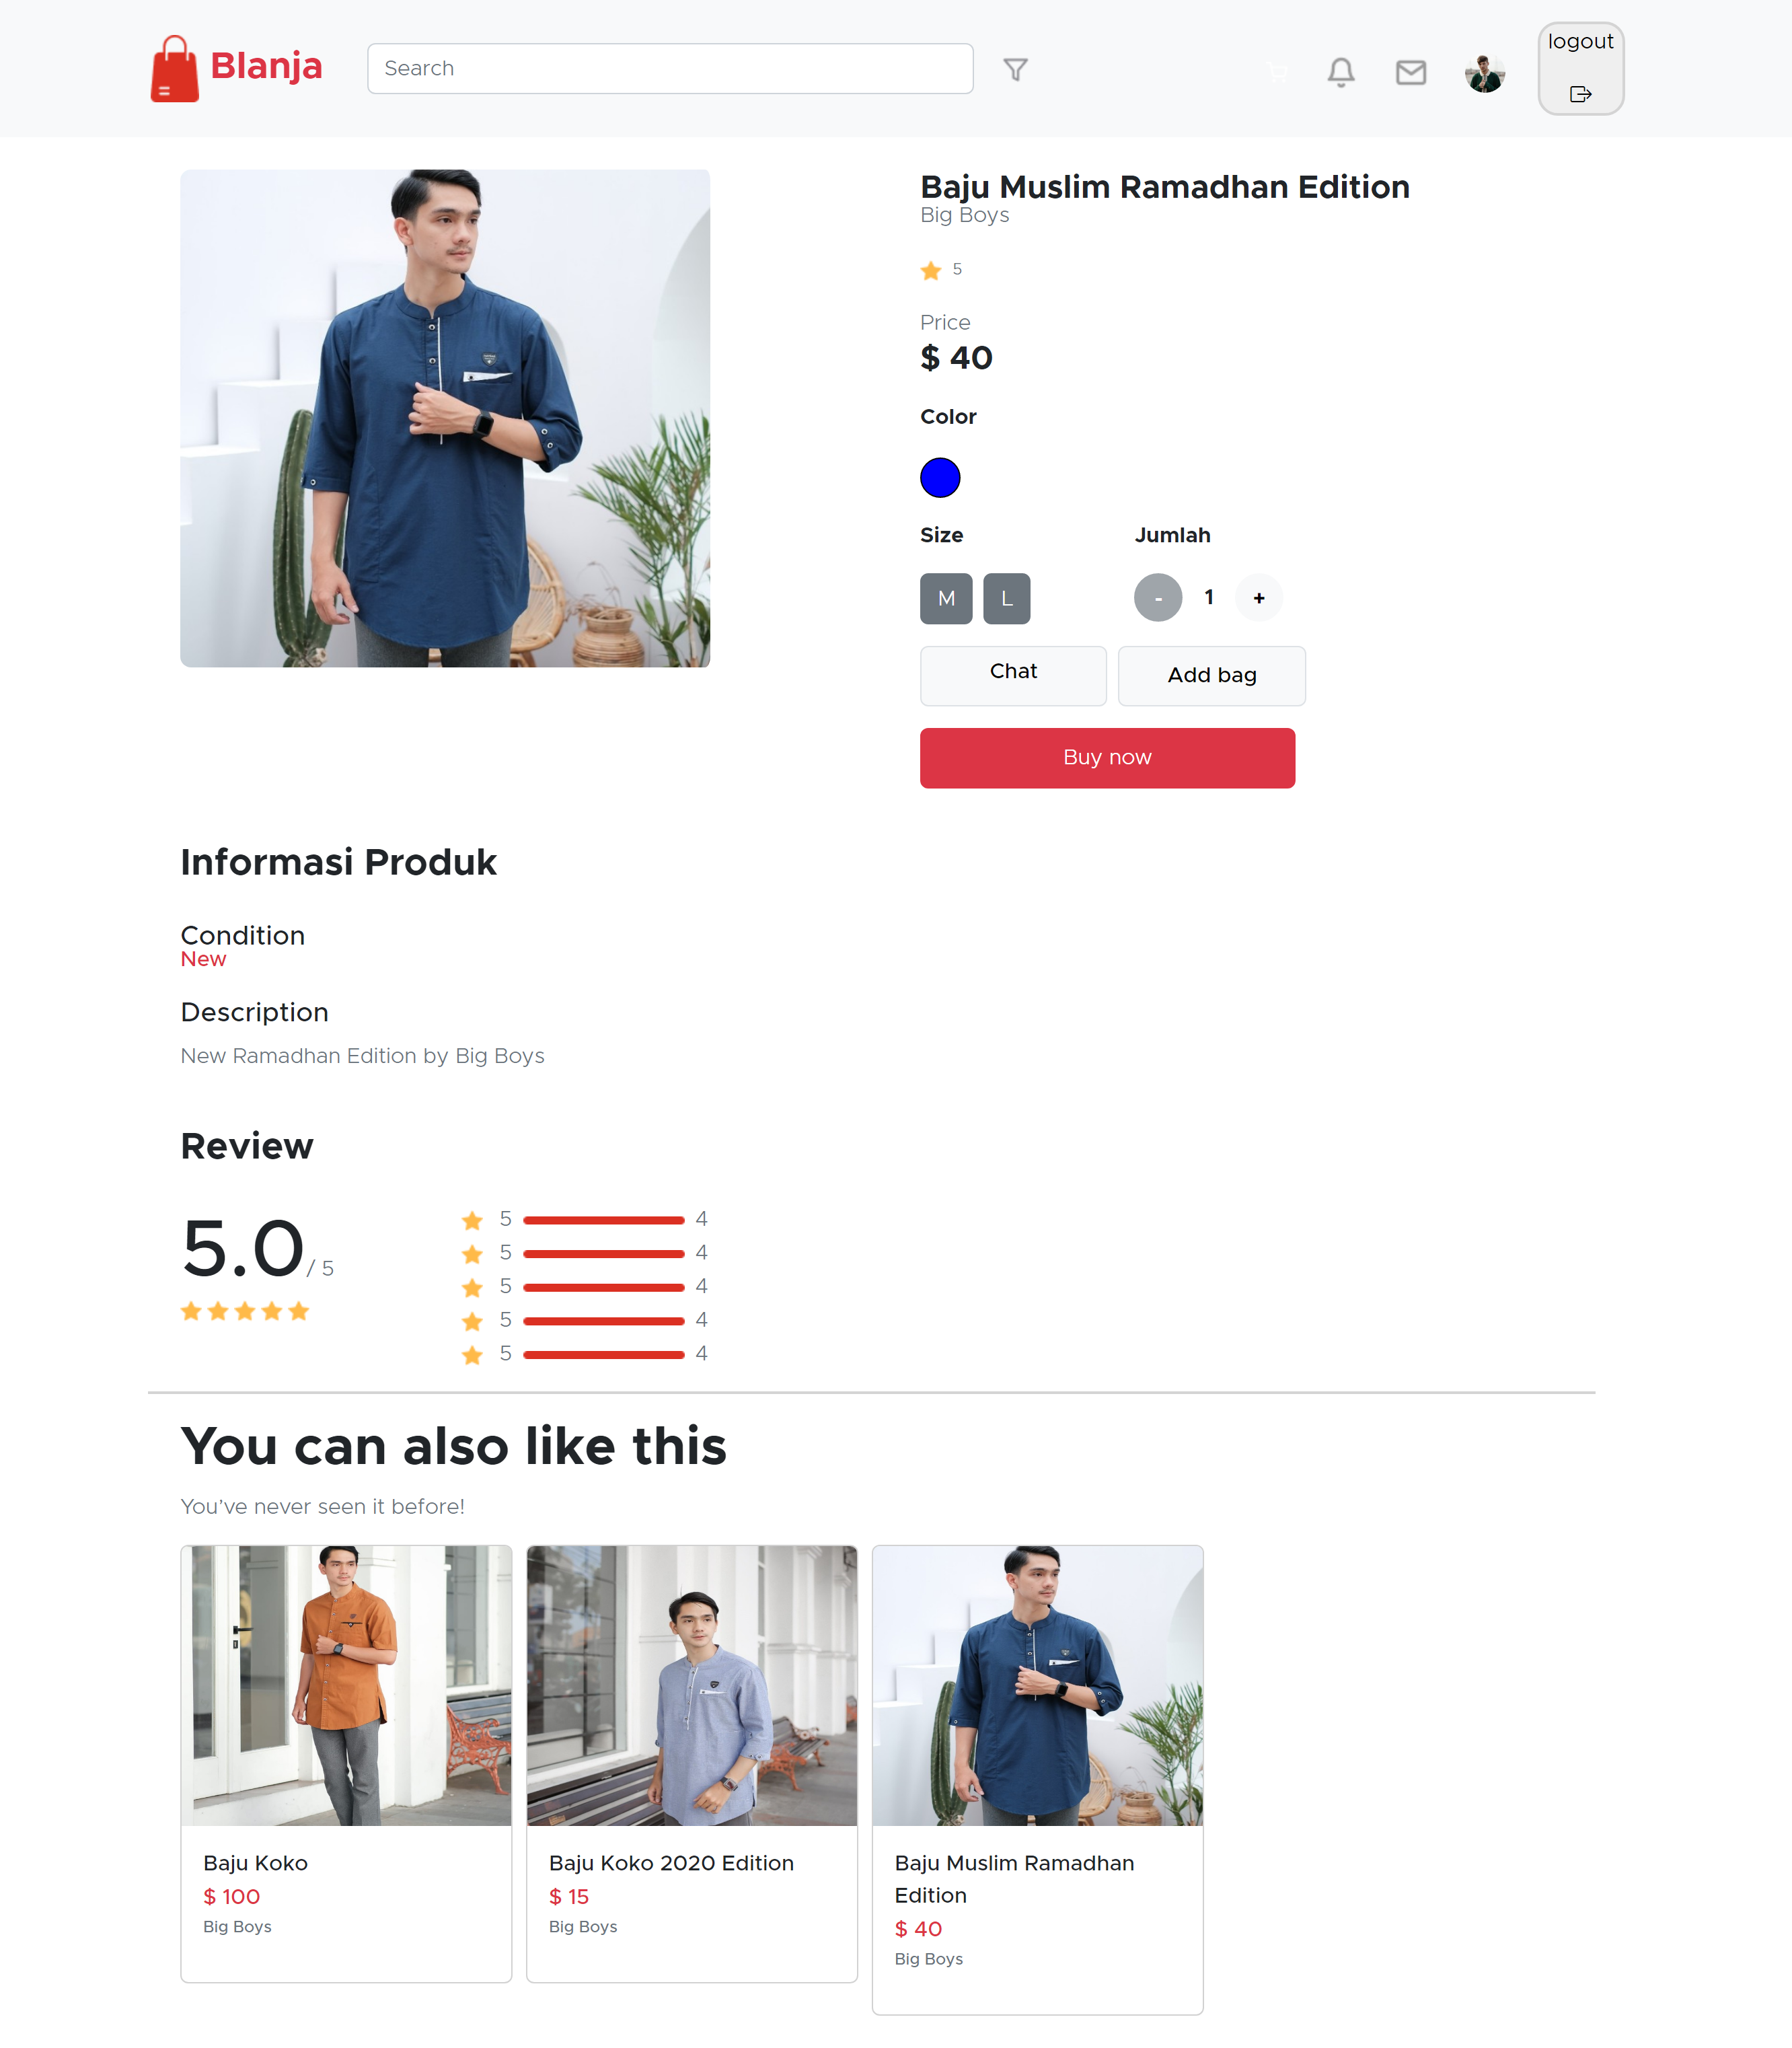 Blanja
Search
logout
Baju Muslim Ramadhan Edition
Big Boys
5
Price
$ 40
Color
Size
Jumlah
M
L
-
1
+
Chat
Add bag
Buy now
Informasi Produk
Condition
New
Description
New Ramadhan Edition by Big Boys
Review
5.0 / 5
5 4
5 4
5 4
5 4
5 4
You can also like this
You’ve never seen it before!
Baju Koko
$ 100
Big Boys
Baju Koko 2020 Edition
$ 15
Big Boys
Baju Muslim Ramadhan
Edition
$ 40
Big Boys